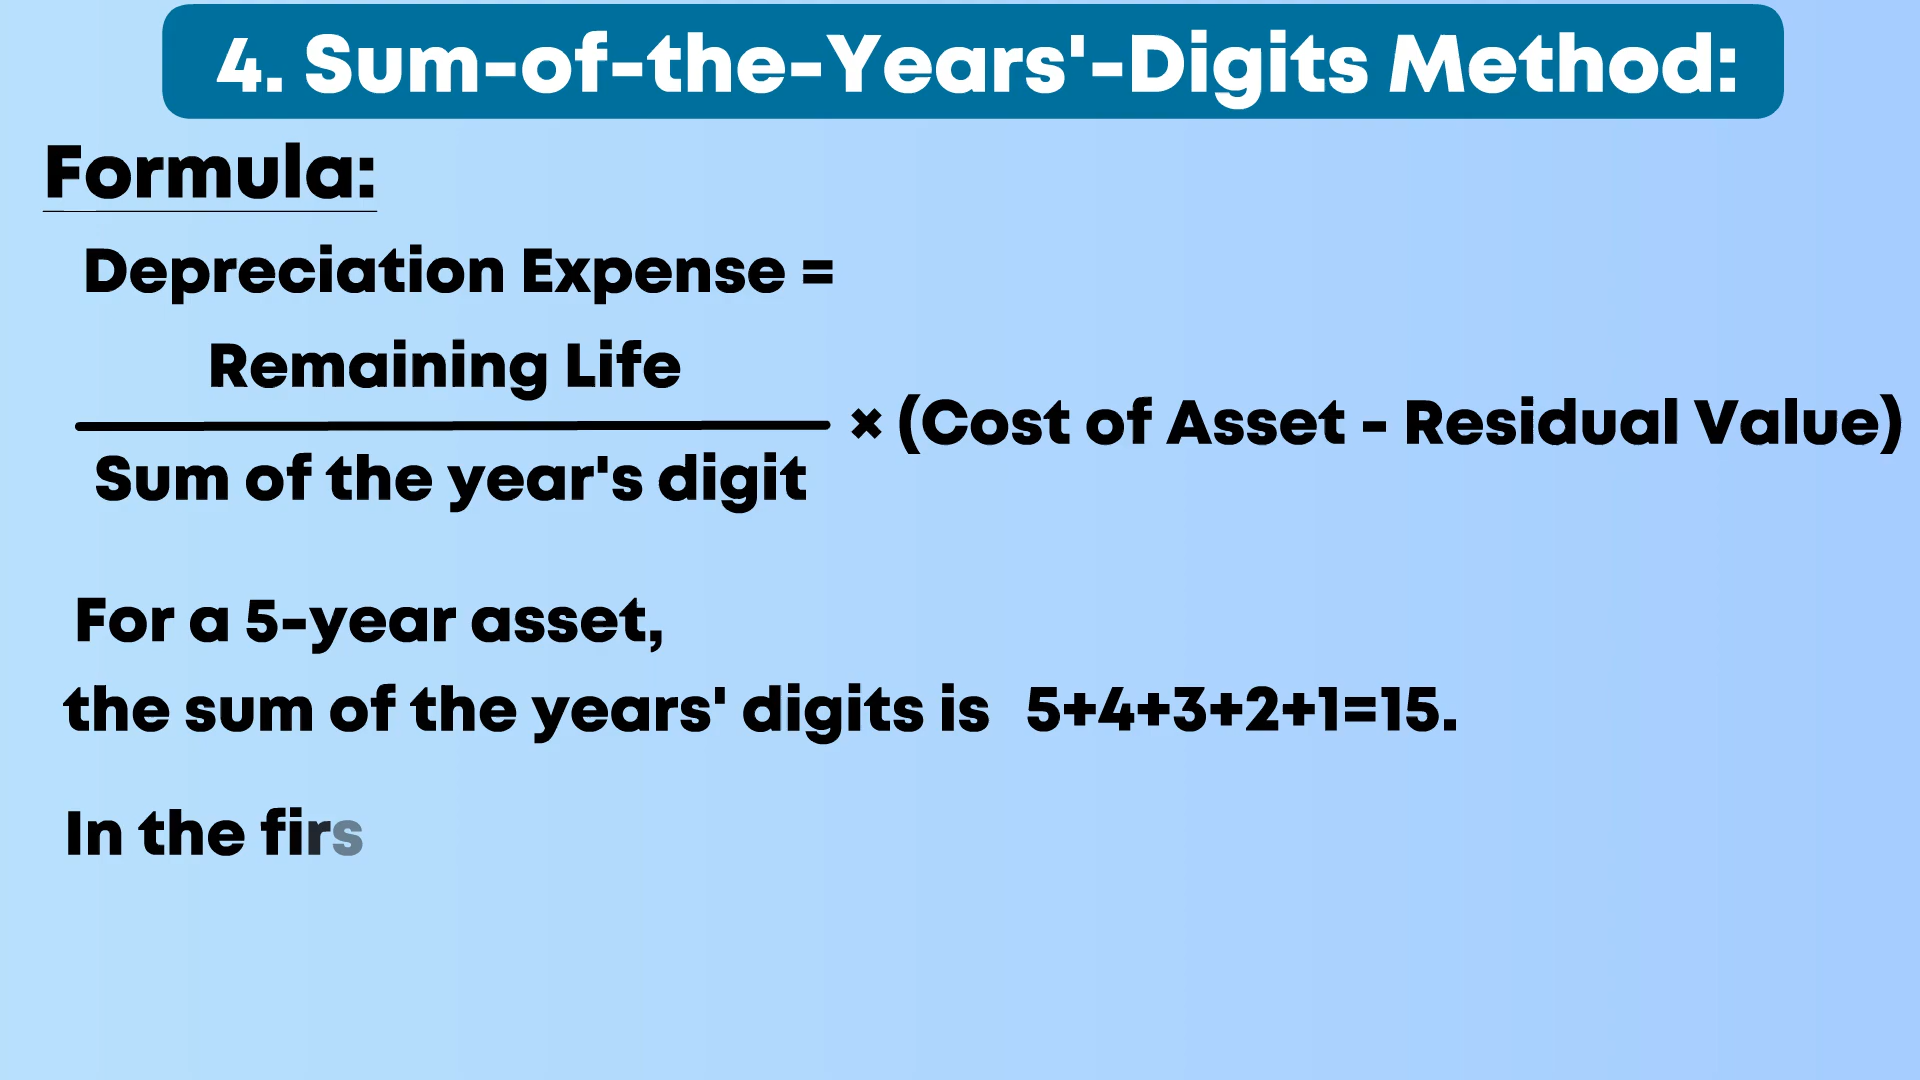 4. Sum-of-the-Years'-Digits Method:
Formula:
Depreciation Expense =
Remaining Life
Sum of the year's digit
× (Cost of Asset - Residual Value)
For a 5-year asset,
the sum of the years' digits is 5+4+3+2+1=15.
In the firs